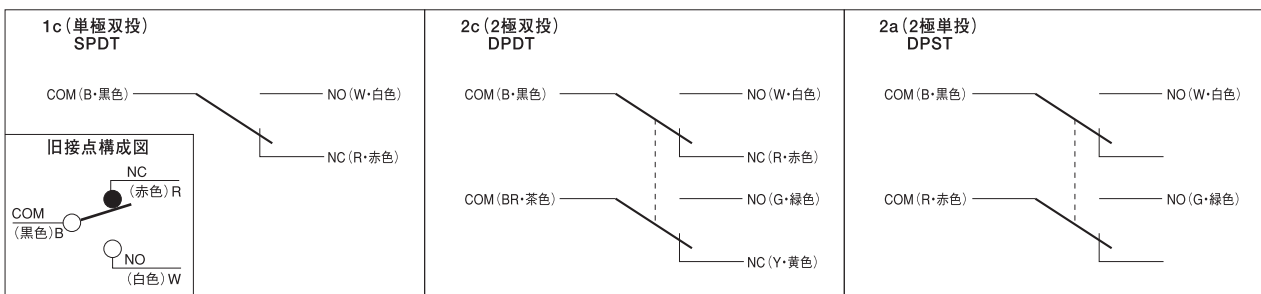 1c(単極双投)
SPDT
COM(B・黒色)
NO(W・白色)
NC(R・赤色)
旧接点構成図
NC
(赤色)R
COM
(黒色)B
NO
(白色)W
2c(2極双投)
DPDT
COM(B・黒色)
NO(W・白色)
NC(R・赤色)
COM(BR・茶色)
NO(G・緑色)
NC(Y・黄色)
2a(2極単投)
DPST
COM(B・黒色)
NO(W・白色)
COM(R・赤色)
NO(G・緑色)